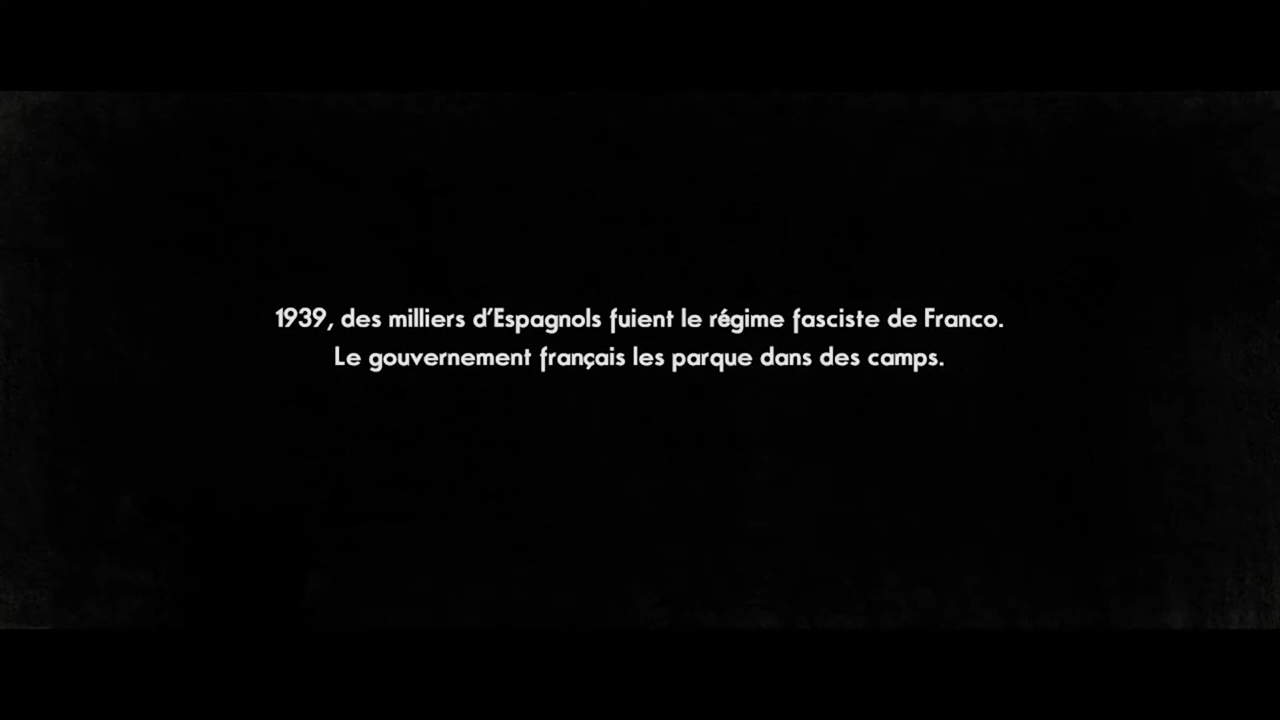 1939, des milliers d'Espagnols fuient le régime fasciste de Franco.
Le gouvernement français les parque dans des camps.